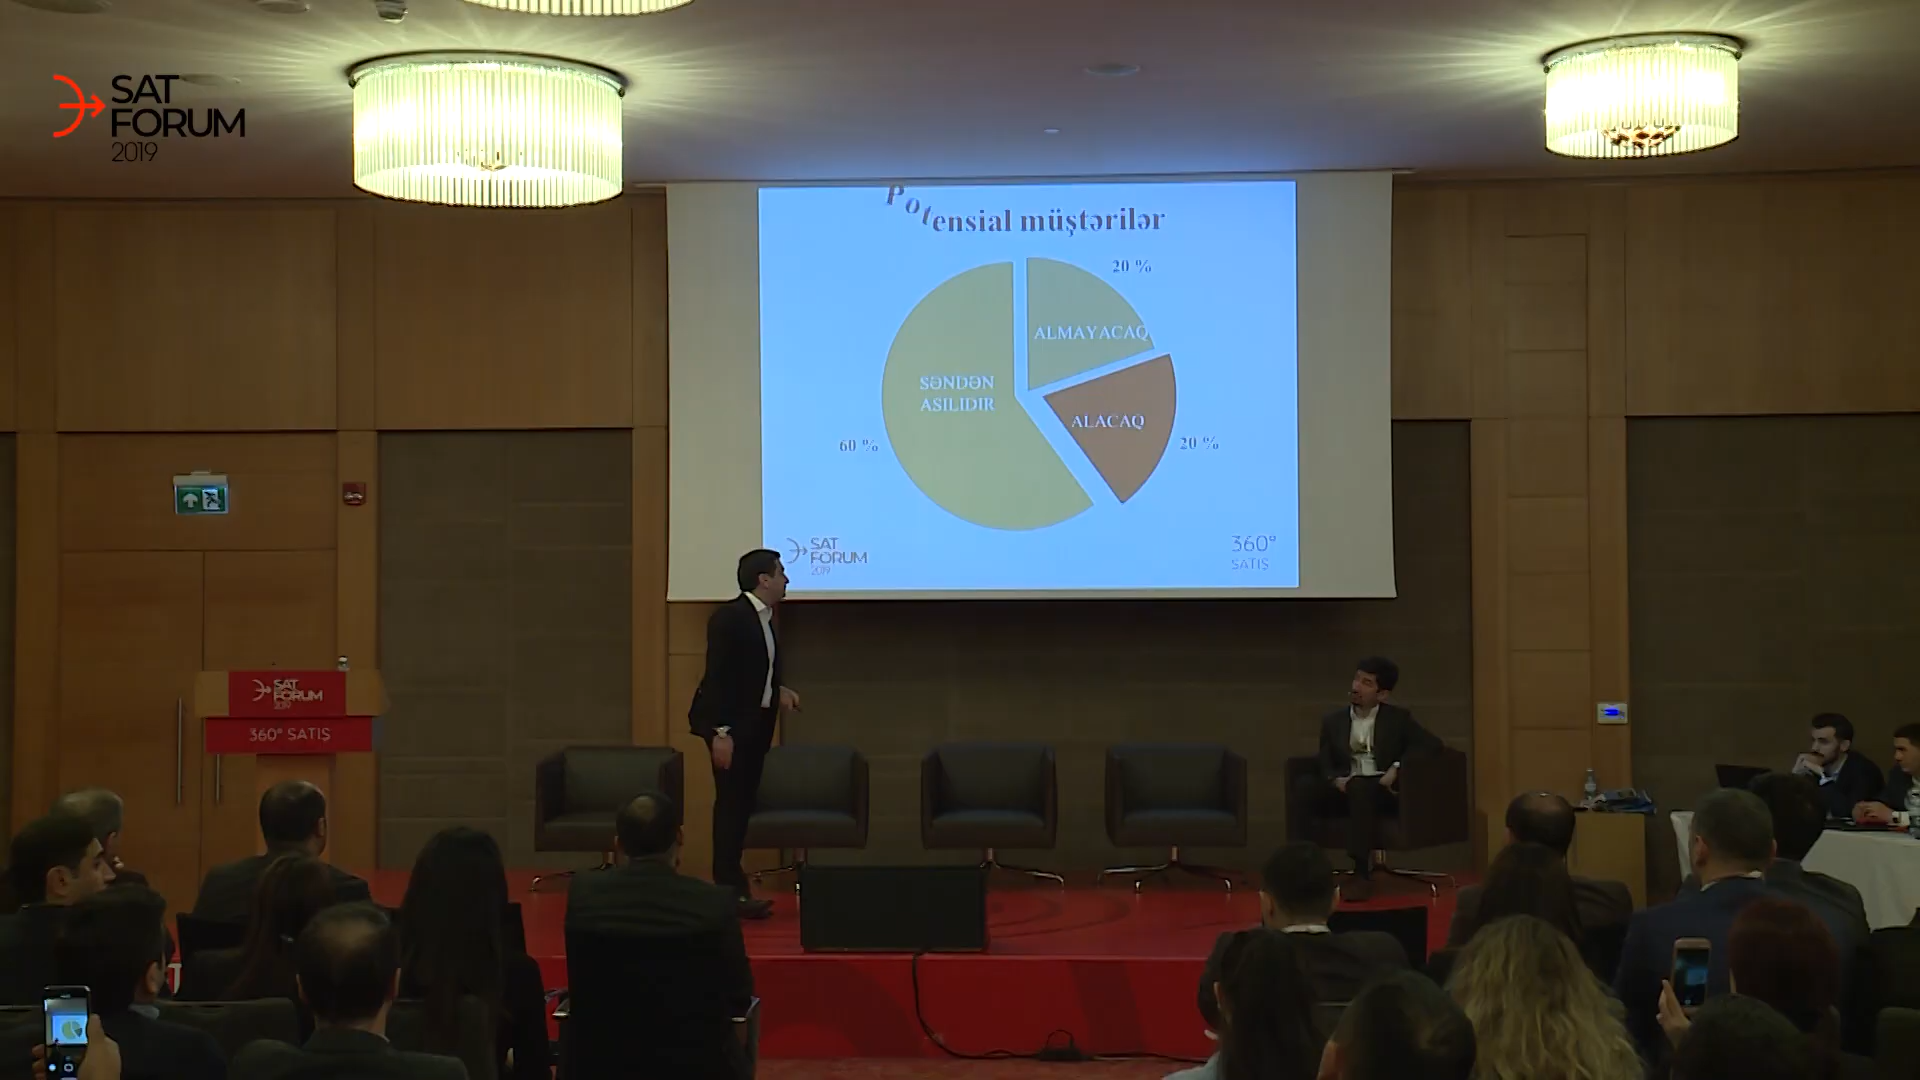 SAT
FORUM
2019
Potensial müştərilər
20 %
ALMAYACAQ
SƏNDƏN
ASILIDIR
ALACAQ
60 %
20 %
SAT
FORUM
2019
360°
SATIŞ
SAT
FORUM
2019
360° SATIŞ